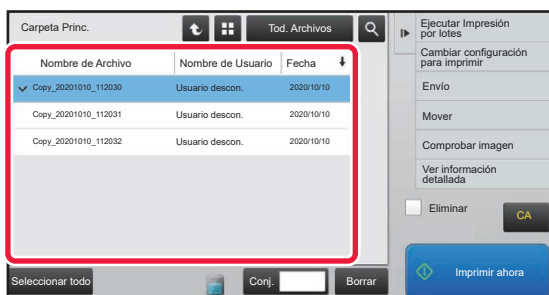 Carpeta Princ.
Tod. Archivos
Nombre de Archivo Nombre de Usuario Fecha
Copy_20201010_112030 Usuario descon. 2020/10/10
Copy_20201010_112031 Usuario descon. 2020/10/10
Copy_20201010_112032 Usuario descon. 2020/10/10
Seleccionar todo
Conj.
Borrar
Ejecutar Impresión
por lotes
Cambiar configuración
para imprimir
Envío
Mover
Comprobar imagen
Ver información
detallada
Eliminar
CA
Imprimir ahora